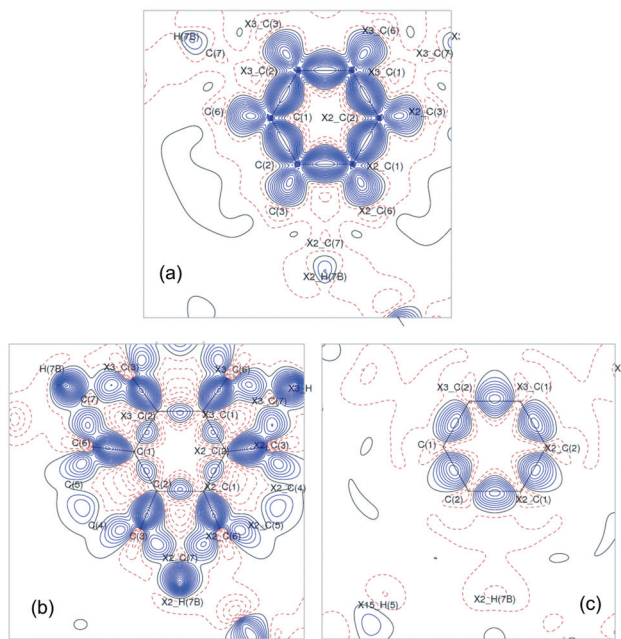 X3_C(3) X3_C(6)
H(7B) X
C(7) X3_C(7)
X3_C(2) X3_C(1)
C(6) C(1) X2_C(2) X2_C(3)
C(2) X2_C(1)
C(3) X2_C(6)
X2_C(7)
(a) X2_H(7B)
H(7B) X3_C(3) X3_C(6) X3_H
C(7) X3_C(7)
X3_C(2) X3_C(1)
C(6) C(1) X2_C(2) X2_C(3)
C(5) C(2) X2_C(1) X2_C(4)
C(4) C(3) X2_C(6) X2_C(5)
X2_C(7)
(b) X2_H(7B)
X
X3_C(2) X3_C(1)
C(1) X2_C(2)
C(2) X2_C(1)
X15_H(5) X2_H(7B)
(c)